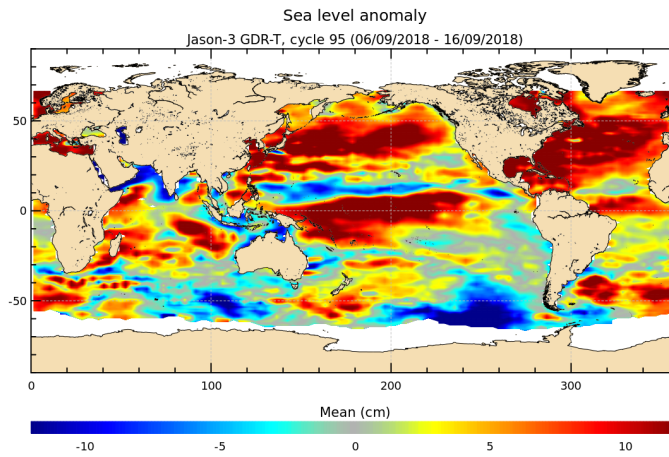 Sea level anomaly
Jason-3 GDR-T, cycle 95 (06/09/2018 - 16/09/2018)
50
0
-50
0 100 200 300
Mean (cm)
-10 -5 0 5 10